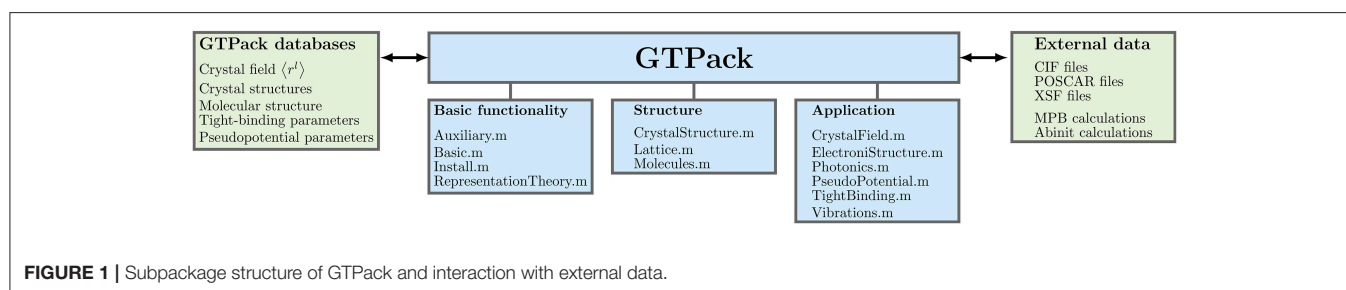 GTPack databases
Crystal field ⟨r^l⟩
Crystal structures
Molecular structure
Tight-binding parameters
Pseudopotential parameters
GTPack
Basic functionality
Auxiliary.m
Basic.m
Install.m
RepresentationTheory.m
Structure
CrystalStructure.m
Lattice.m
Molecules.m
Application
CrystalField.m
ElectroniStructure.m
Photonics.m
PseudoPotential.m
TightBinding.m
Vibrations.m
External data
CIF files
POSCAR files
XSF files
MPB calculations
Abinit calculations
FIGURE 1 | Subpackage structure of GTPack and interaction with external data.